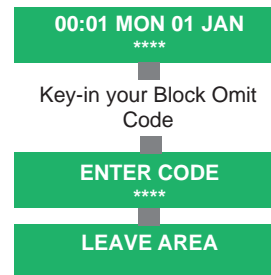 00:01 MON 01 JAN
****
Key-in your Block Omit
Code
ENTER CODE
****
LEAVE AREA